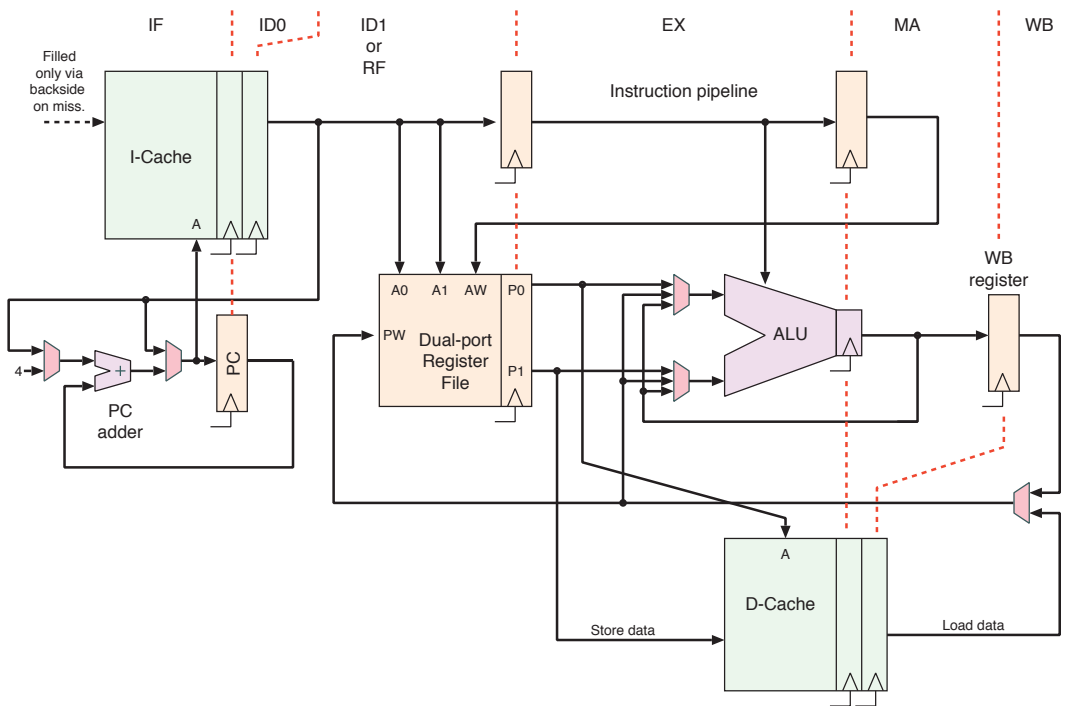 IF
ID0
ID1
or
RF
EX
MA
WB
Filled
only via
backside
on miss.
I-Cache
A
Instruction pipeline
WB
register
A0
A1
AW
P0
PW
Dual-port
Register
File
P1
ALU
4
+
PC
PC
adder
A
D-Cache
Store data
Load data